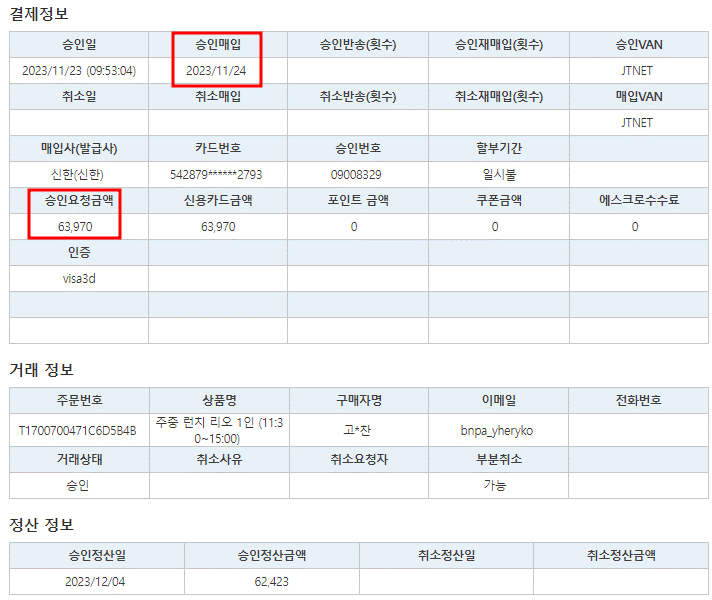 결제정보
승인일 승인매입 승인반송(횟수) 승인재매입(횟수) 승인VAN
2023/11/23 (09:53:04) 2023/11/24 JTNET
취소일 취소매입 취소반송(횟수) 취소재매입(횟수) 매입VAN
JTNET
매입사(발급사) 카드번호 승인번호 할부기간
신한(신한) 542879******2793 09008329 일시불
승인요청금액 신용카드금액 포인트 금액 쿠폰금액 에스크로수수료
63,970 63,970 0 0 0
인증
visa3d
거래 정보
주문번호 상품명 구매자명 이메일 전화번호
T1700700471C6D5B4B 주중 런치 리오 1인 (11:3
0~15:00) 고*찬 bnpa_yheryko
거래상태 취소사유 취소요청자 부분취소
승인 가능
정산 정보
승인정산일 승인정산금액 취소정산일 취소정산금액
2023/12/04 62,423